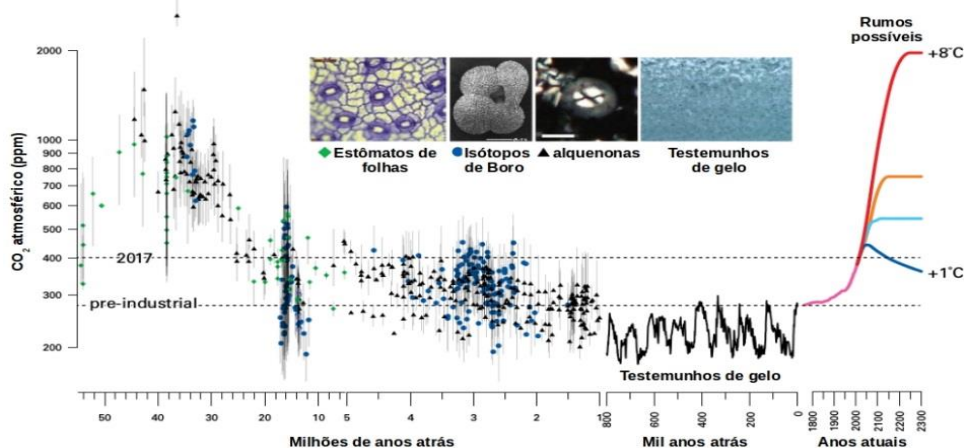 Rumos
possíveis
+8°C
2000
1000
900
800
700
600
500
400
300
200
CO2 atmosférico (ppm)
Estômatos de
folhas
Isótopos
de Boro
alquenonas
Testemunhos
de gelo
2017
pre-industrial
+1°C
Testemunhos de gelo
50 40 30 20 10 5 4 3 2 1
800 600 400 200 0
1800 1900 2000 2100 2200 2300
Milhões de anos atrás
Mil anos atrás
Anos atuais